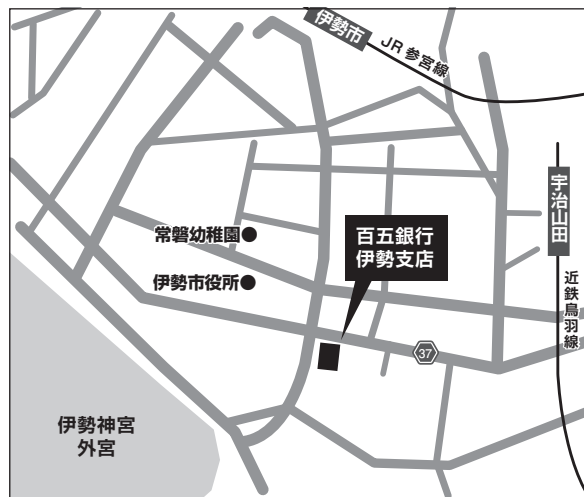 伊勢市
JR 参宮線
宇治山田
近鉄鳥羽線
常磐幼稚園
百五銀行
伊勢支店
伊勢市役所
37
伊勢神宮
外宮